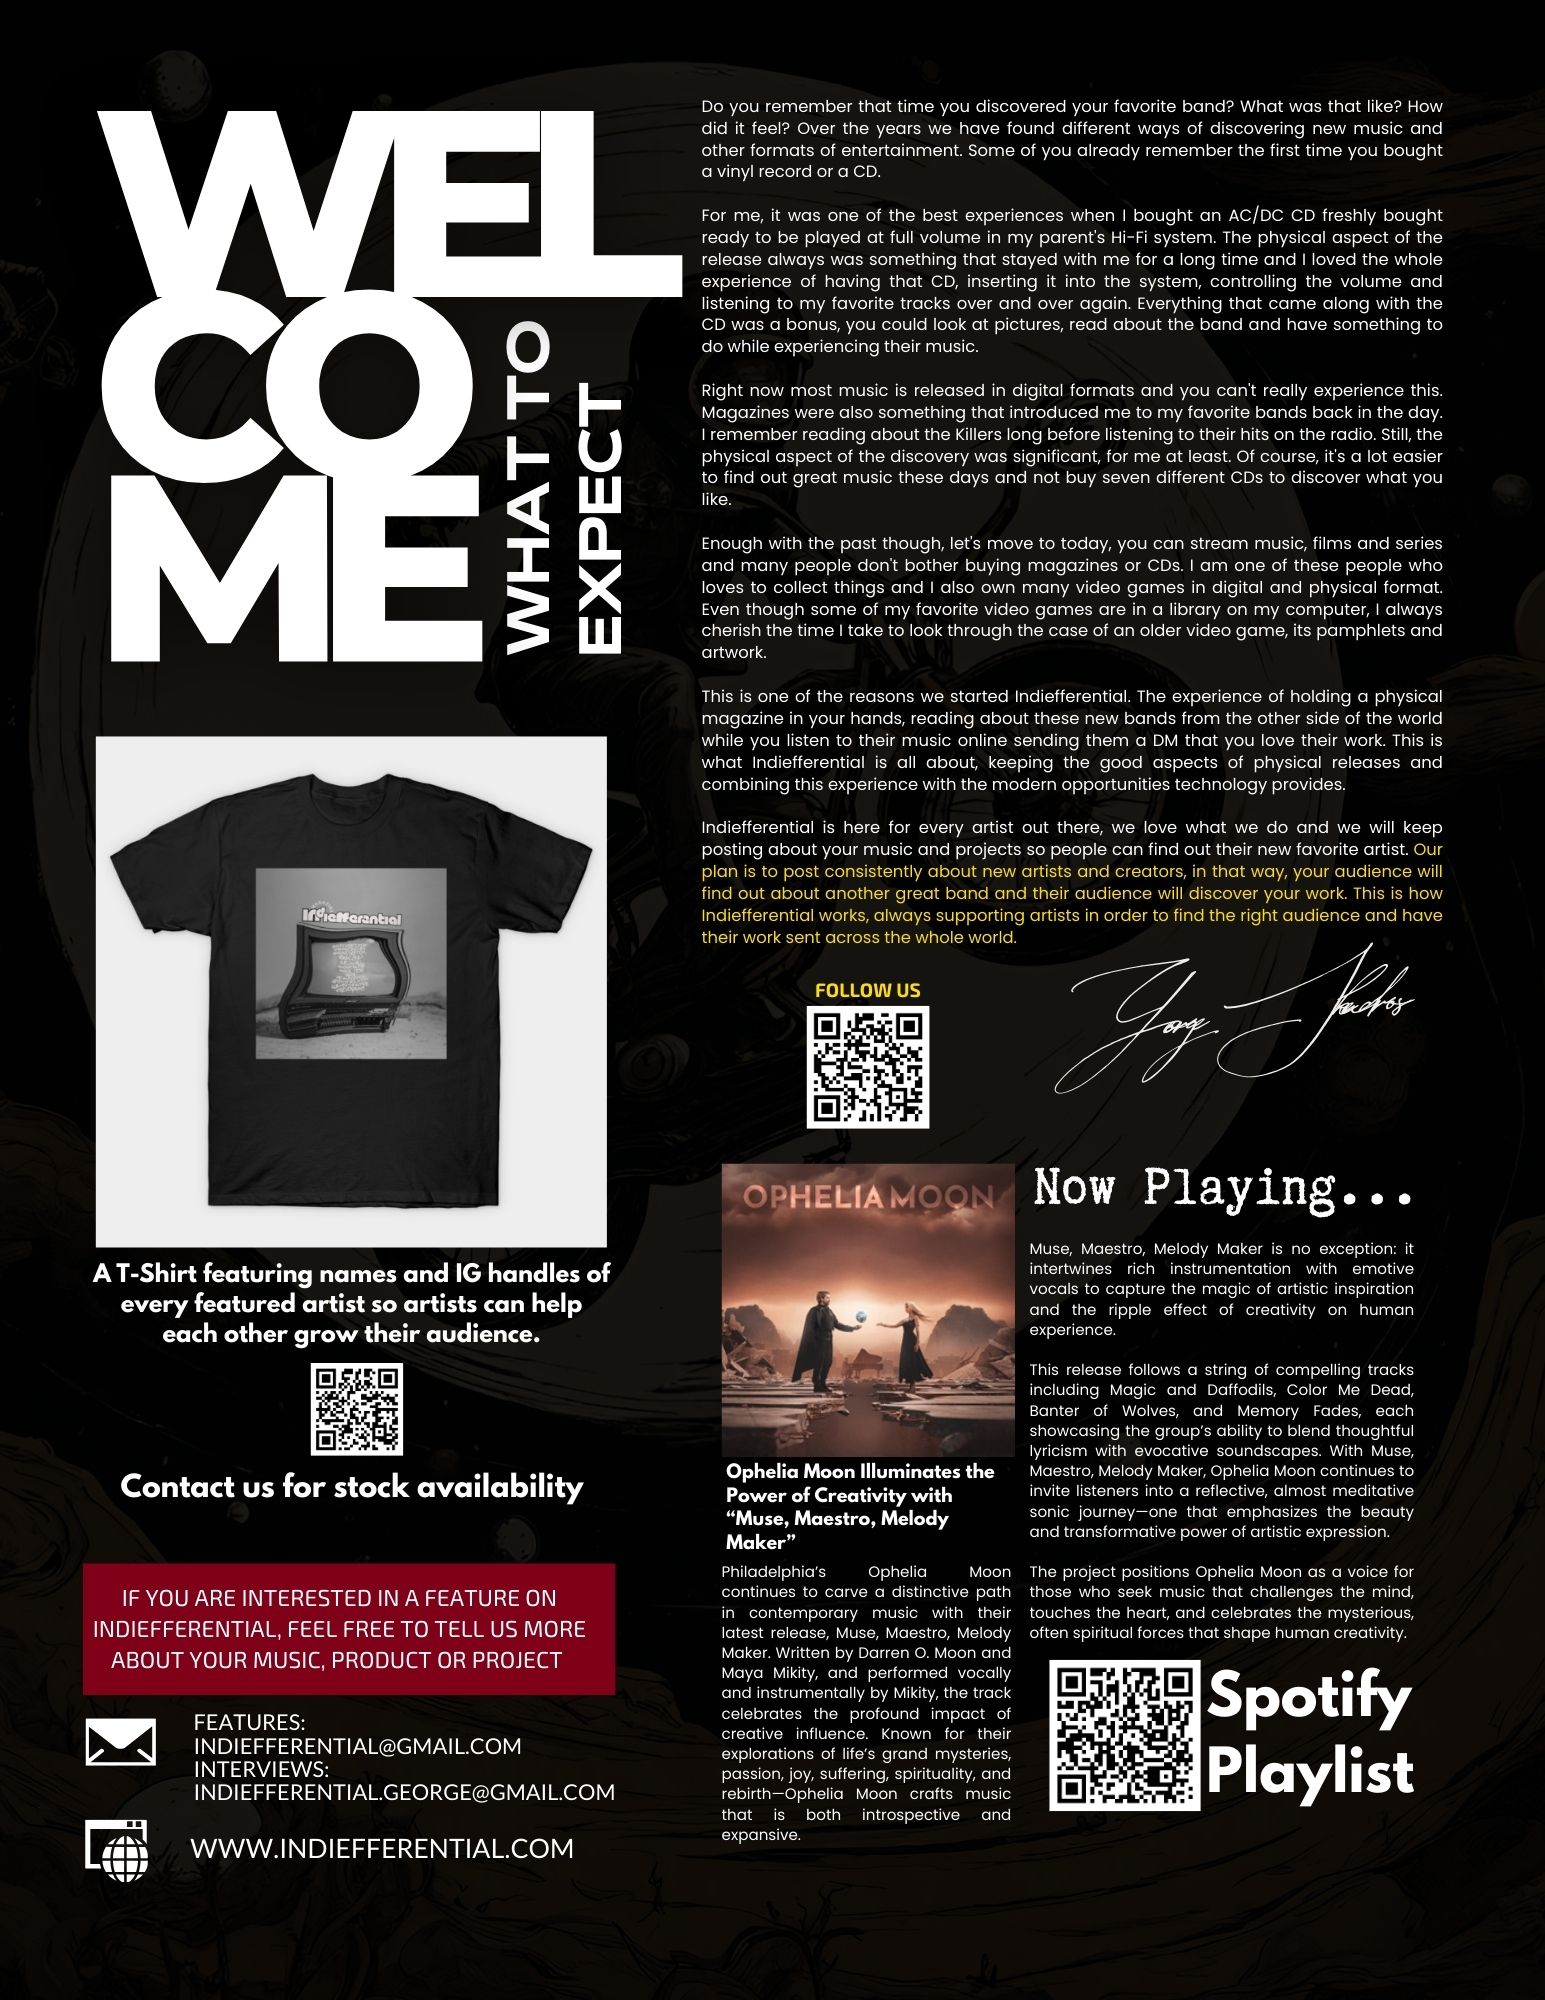 WEL
CO
ME
WHAT TO
EXPECT
Do you remember that time you discovered your favorite band? What was that like? How
did it feel? Over the years we have found different ways of discovering new music and
other formats of entertainment. Some of you already remember the first time you bought
a vinyl record or a CD.
For me, it was one of the best experiences when I bought an AC/DC CD freshly bought
ready to be played at full volume in my parent's Hi-Fi system. The physical aspect of the
release always was something that stayed with me for a long time and I loved the whole
experience of having that CD, inserting it into the system, controlling the volume and
listening to my favorite tracks over and over again. Everything that came along with the
CD was a bonus, you could look at pictures, read about the band and have something to
do while experiencing their music.
Right now most music is released in digital formats and you can't really experience this.
Magazines were also something that introduced me to my favorite bands back in the day.
I remember reading about the Killers long before listening to their hits on the radio. Still, the
physical aspect of the discovery was significant, for me at least. Of course, it's a lot easier
to find out great music these days and not buy seven different CDs to discover what you
like.
Enough with the past though, let's move to today, you can stream music, films and series
and many people don't bother buying magazines or CDs. I am one of these people who
loves to collect things and I also own many video games in digital and physical format.
Even though some of my favorite video games are in a library on my computer, I always
cherish the time I take to look through the case of an older video game, its pamphlets and
artwork.
This is one of the reasons we started Indiefferential. The experience of holding a physical
magazine in your hands, reading about these new bands from the other side of the world
while you listen to their music online sending them a DM that you love their work. This is
what Indiefferential is all about, keeping the good aspects of physical releases and
combining this experience with the modern opportunities technology provides.
Indiefferential is here for every artist out there, we love what we do and we will keep
posting about your music and projects so people can find out their new favorite artist. Our
plan is to post consistently about new artists and creators, in that way, your audience will
find out about another great band and their audience will discover your work. This is how
Indiefferential works, always supporting artists in order to find the right audience and have
their work sent across the whole world.
FOLLOW US
Indiefferential
A T-Shirt featuring names and IG handles of
every featured artist so artists can help
each other grow their audience.
Contact us for stock availability
IF YOU ARE INTERESTED IN A FEATURE ON
INDIEFFERENTIAL, FEEL FREE TO TELL US MORE
ABOUT YOUR MUSIC, PRODUCT OR PROJECT
FEATURES:
INDIEFFERENTIAL@GMAIL.COM
INTERVIEWS:
INDIEFFERENTIAL.GEORGE@GMAIL.COM
WWW.INDIEFFERENTIAL.COM
OPHELIA MOON
Ophelia Moon Illuminates the
Power of Creativity with
“Muse, Maestro, Melody
Maker”
Philadelphia’s Ophelia Moon
continues to carve a distinctive path
in contemporary music with their
latest release, Muse, Maestro, Melody
Maker. Written by Darren O. Moon and
Maya Mikity, and performed vocally
and instrumentally by Mikity, the track
celebrates the profound impact of
creative influence. Known for their
explorations of life’s grand mysteries,
passion, joy, suffering, spirituality, and
rebirth—Ophelia Moon crafts music
that is both introspective and
expansive.
Now Playing...
Muse, Maestro, Melody Maker is no exception: it
intertwines rich instrumentation with emotive
vocals to capture the magic of artistic inspiration
and the ripple effect of creativity on human
experience.
This release follows a string of compelling tracks
including Magic and Daffodils, Color Me Dead,
Banter of Wolves, and Memory Fades, each
showcasing the group’s ability to blend thoughtful
lyricism with evocative soundscapes. With Muse,
Maestro, Melody Maker, Ophelia Moon continues to
invite listeners into a reflective, almost meditative
sonic journey—one that emphasizes the beauty
and transformative power of artistic expression.
The project positions Ophelia Moon as a voice for
those who seek music that challenges the mind,
touches the heart, and celebrates the mysterious,
often spiritual forces that shape human creativity.
Spotify
Playlist